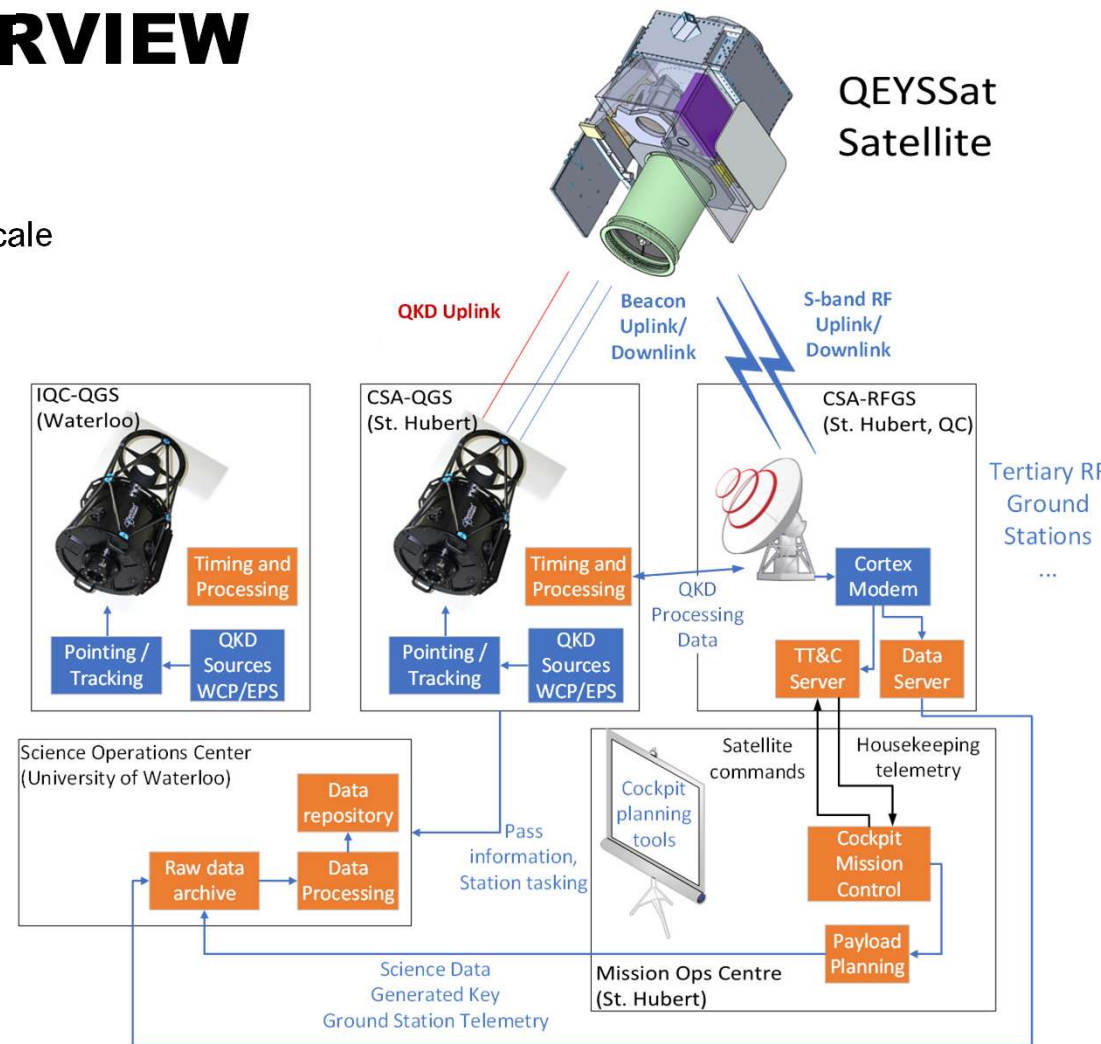 RVIEW
QEYSSat
Satellite
cale
QKD Uplink
Beacon
Uplink/
Downlink
S-band RF
Uplink/
Downlink
IQC-QGS
(Waterloo)
Timing and
Processing
Pointing /
Tracking
QKD
Sources
WCP/EPS
CSA-QGS
(St. Hubert)
Timing and
Processing
Pointing /
Tracking
QKD
Sources
WCP/EPS
QKD
Processing
Data
CSA-RFGS
(St. Hubert, QC)
Cortex
Modem
TT&C
Server
Data
Server
Tertiary RF
Ground
Stations
...
Science Operations Center
(University of Waterloo)
Data
repository
Raw data
archive
Data
Processing
Pass
information,
Station tasking
Satellite
commands
Housekeeping
telemetry
Cockpit
planning
tools
Cockpit
Mission
Control
Payload
Planning
Mission Ops Centre
(St. Hubert)
Science Data
Generated Key
Ground Station Telemetry